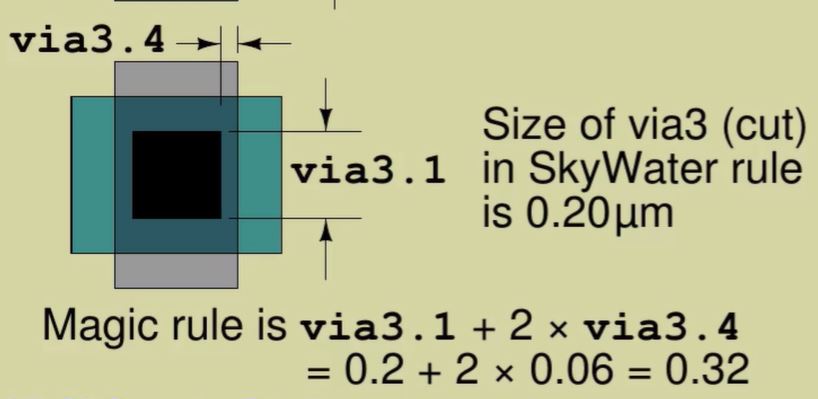 via3.4
Size of via3 (cut)
via3.1
in SkyWater rule
is 0.20µm
Magic rule is via3.1 + 2 × via3.4
= 0.2 + 2 × 0.06 = 0.32